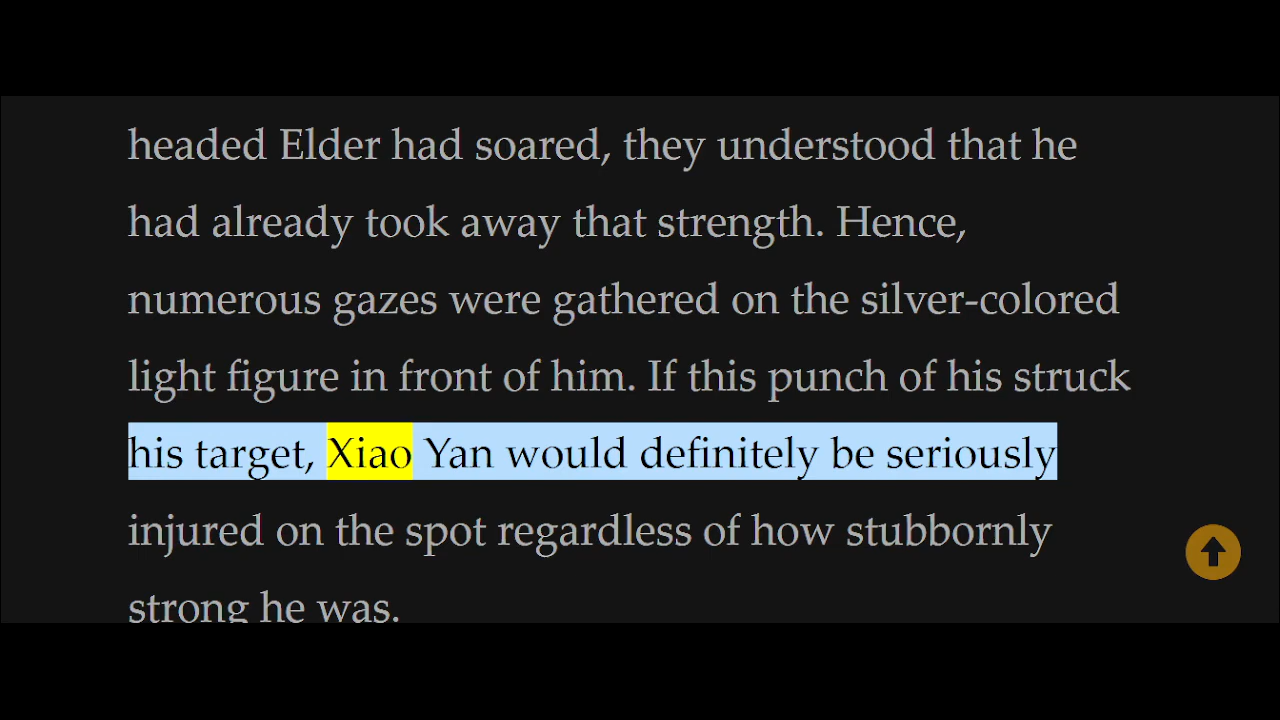 headed Elder had soared, they understood that he
had already took away that strength. Hence,
numerous gazes were gathered on the silver-colored
light figure in front of him. If this punch of his struck
his target, Xiao Yan would definitely be seriously
injured on the spot regardless of how stubbornly
strong he was.